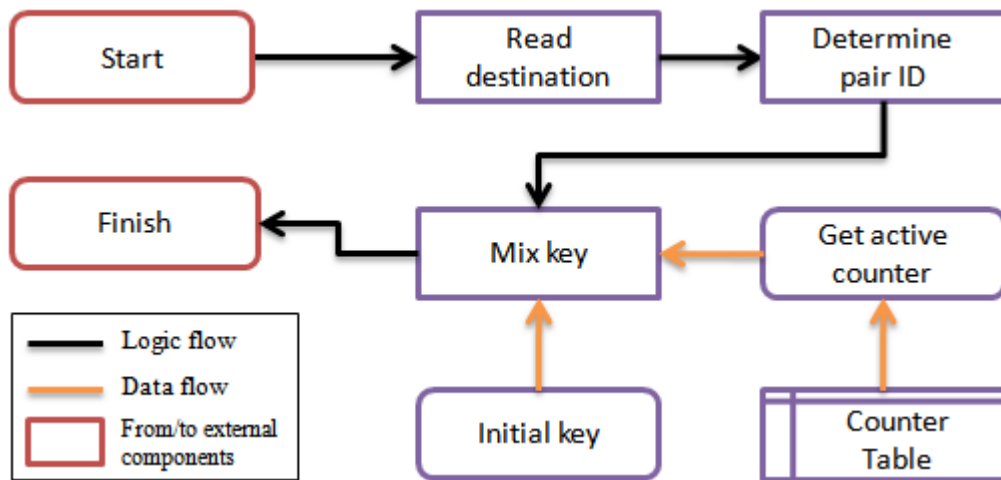 Start
Read
destination
Determine
pair ID
Finish
Mix key
Get active
counter
Logic flow
Data flow
From/to external
components
Initial key
Counter
Table